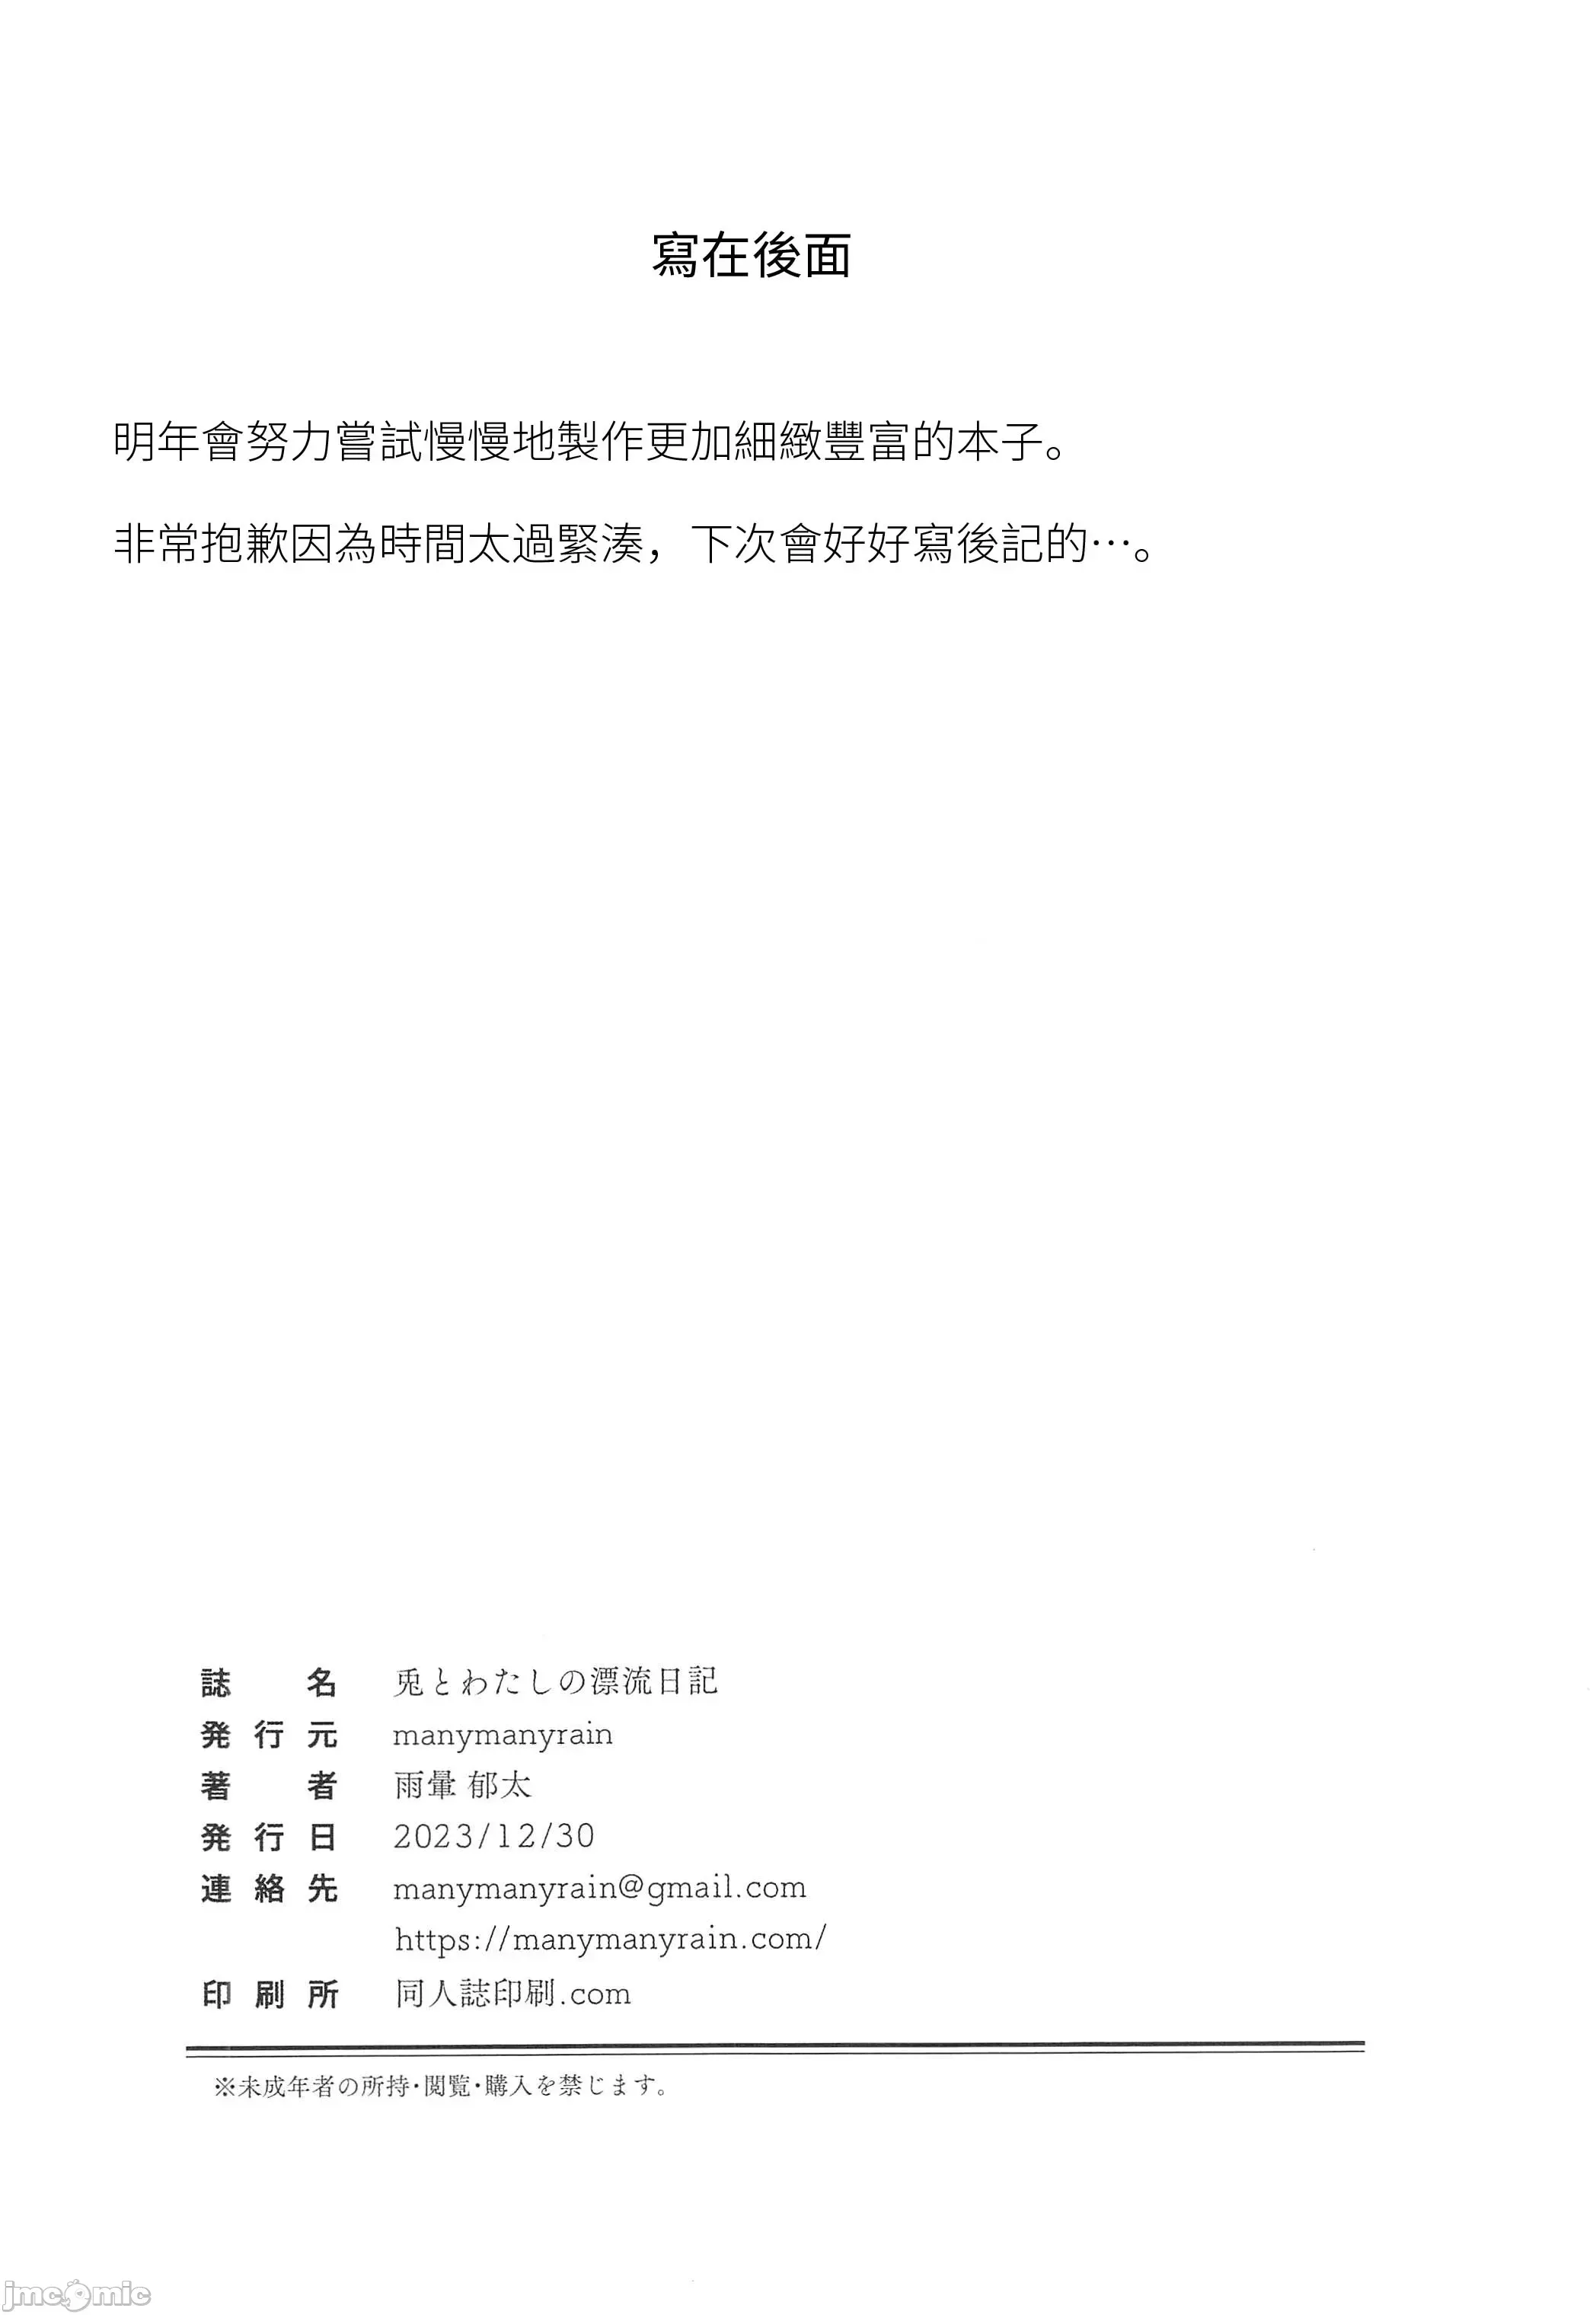 寫在後面
明年會努力嘗試慢慢地製作更加細緻豐富的本子。
非常抱歉因為時間太過緊湊，下次會好好寫後記的…。
誌名 兎とわたしの漂流日記
発行元 manymanyrain
著者 雨暈 郁太
発行日 2023/12/30
連絡先 manymanyrain@gmail.com
https://manymanyrain.com/
印刷所 同人誌印刷.com
※未成年者の所持・閲覧・購入を禁じます。
jmcomic